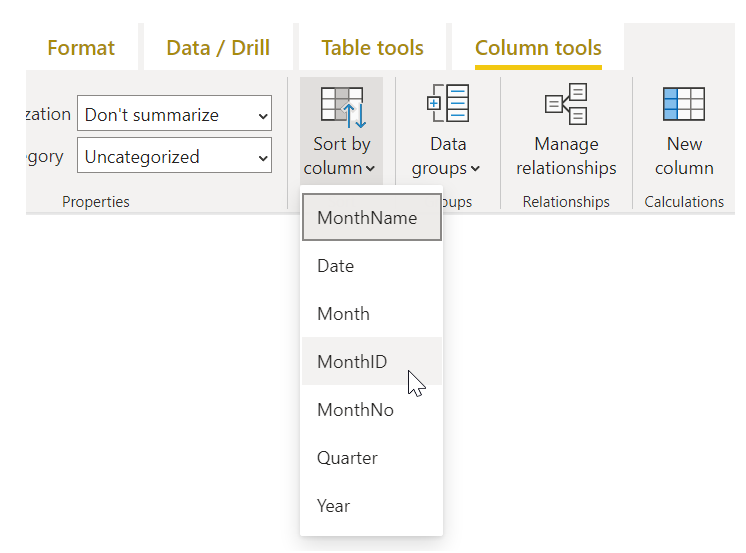 Format Data / Drill Table tools Column tools
zation Don't summarize
gory Uncategorized
Properties
Sort by
column
Data
groups
ups
Manage
relationships
Relationships
New
column
Calculations
MonthName
Date
Month
MonthID
MonthNo
Quarter
Year